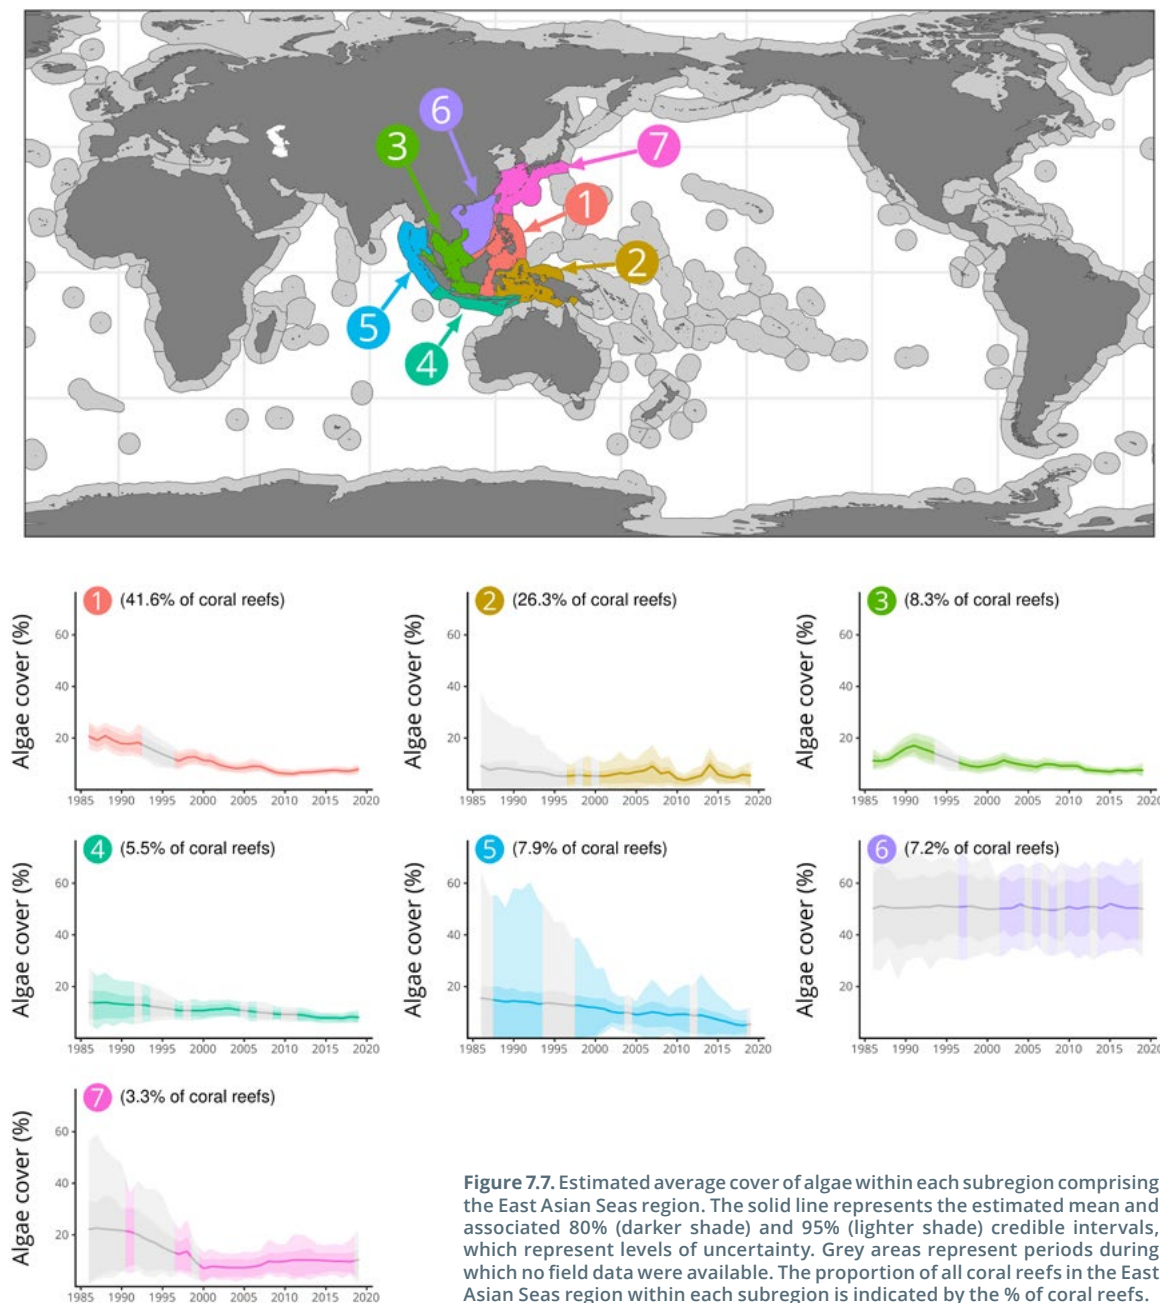 6
3
7
1
2
5
4
1 (41.6% of coral reefs)
Algae cover (%)
60
40
20
1985 1990 1995 2000 2005 2010 2015 2020
2 (26.3% of coral reefs)
Algae cover (%)
60
40
20
1985 1990 1995 2000 2005 2010 2015 2020
3 (8.3% of coral reefs)
Algae cover (%)
60
40
20
1985 1990 1995 2000 2005 2010 2015 2020
4 (5.5% of coral reefs)
Algae cover (%)
60
40
20
1985 1990 1995 2000 2005 2010 2015 2020
5 (7.9% of coral reefs)
Algae cover (%)
60
40
20
1985 1990 1995 2000 2005 2010 2015 2020
6 (7.2% of coral reefs)
Algae cover (%)
60
40
20
1985 1990 1995 2000 2005 2010 2015 2020
7 (3.3% of coral reefs)
Algae cover (%)
60
40
20
Figure 7.7. Estimated average cover of algae within each subregion comprising
the East Asian Seas region. The solid line represents the estimated mean and
associated 80% (darker shade) and 95% (lighter shade) credible intervals,
which represent levels of uncertainty. Grey areas represent periods during
which no field data were available. The proportion of all coral reefs in the East
Asian Seas region within each subregion is indicated by the % of coral reefs.
1985 1990 1995 2000 2005 2010 2015 2020